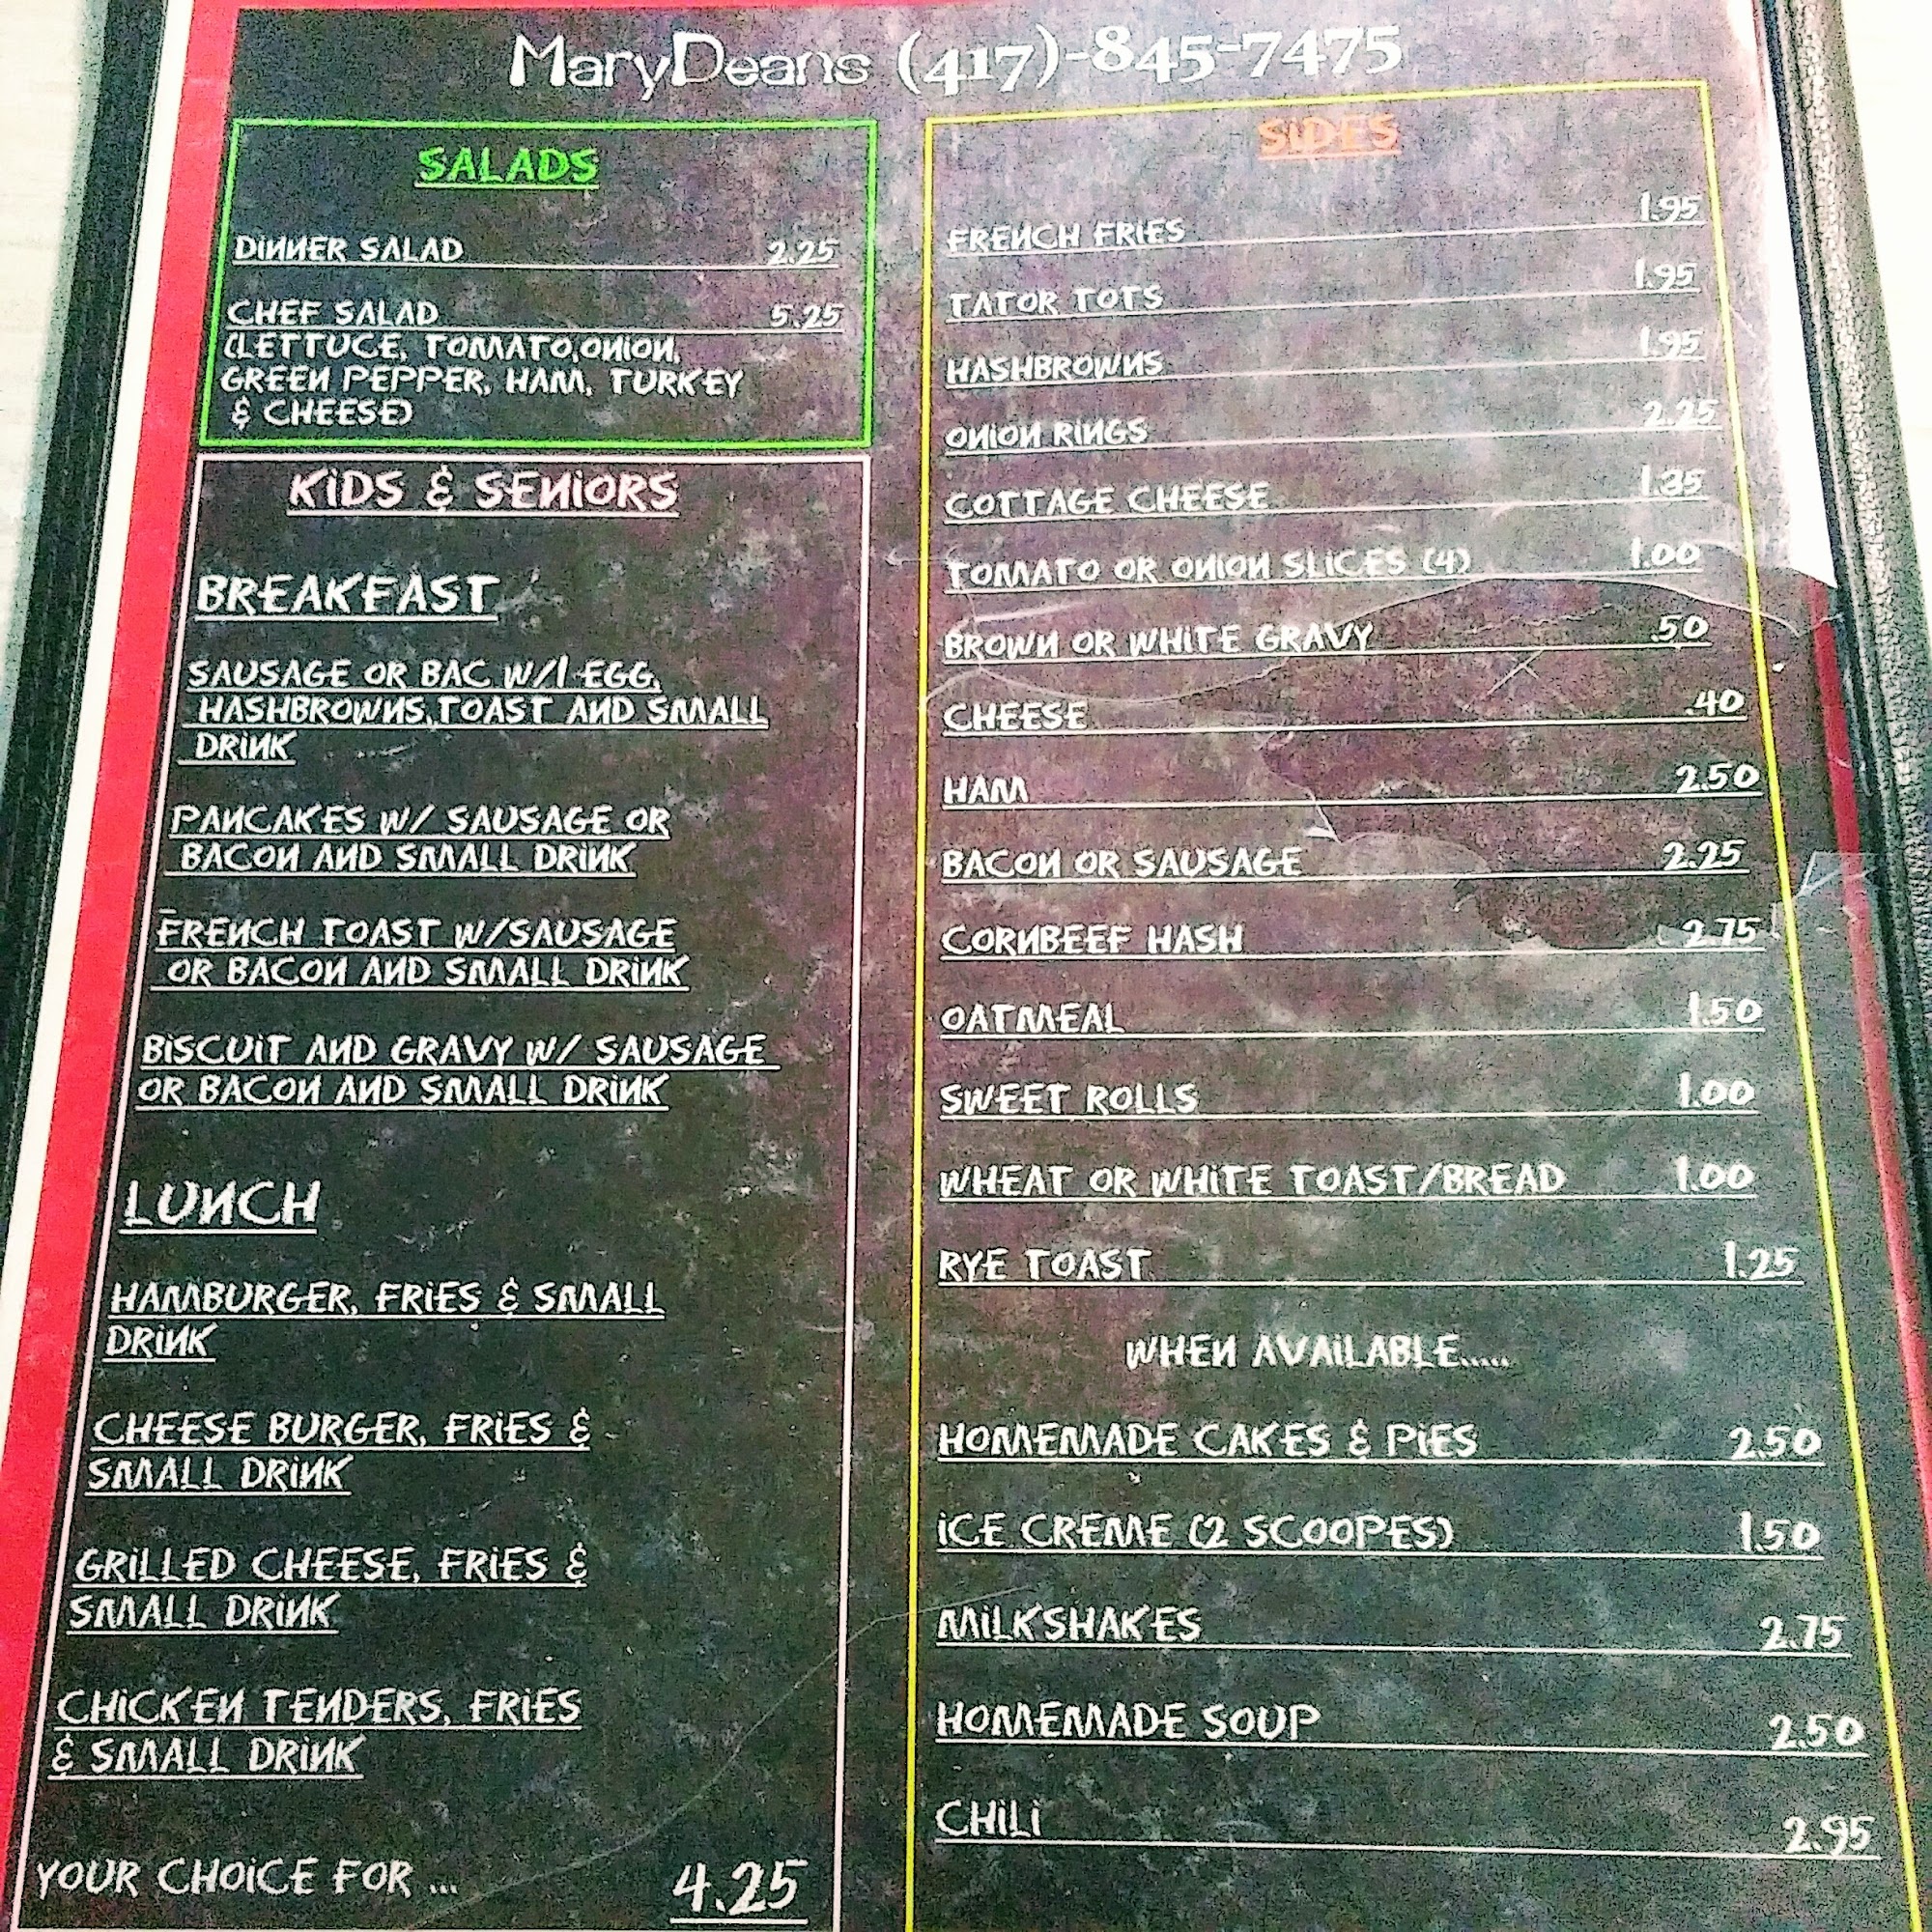 MaryDeans (417)-845-7475
SALADS
DINNER SALAD 2.25
CHEF SALAD 5.25
(LETTUCE, TOMATO,ONION,
GREEN PEPPER, HAM, TURKEY
& CHEESE)
KIDS & SENIORS
BREAKFAST
SAUSAGE OR BAC W/1 EGG,
HASHBROWNS,TOAST AND SMALL
DRINK
PANCAKES W/ SAUSAGE OR
BACON AND SMALL DRINK
FRENCH TOAST W/SAUSAGE
OR BACON AND SMALL DRINK
BISCUIT AND GRAVY W/ SAUSAGE
OR BACON AND SMALL DRINK
LUNCH
HAMBURGER, FRIES & SMALL
DRINK
CHEESE BURGER, FRIES &
SMALL DRINK
GRILLED CHEESE, FRIES &
SMALL DRINK
CHICKEN TENDERS, FRIES
& SMALL DRINK
YOUR CHOICE FOR ... 4.25
SIDES
FRENCH FRIES 1.95
TATOR TOTS 1.95
HASHBROWNS 1.95
ONION RINGS 2.25
COTTAGE CHEESE 1.35
TOMATO OR ONION SLICES (4) 1.00
BROWN OR WHITE GRAVY .50
CHEESE .40
HAM 2.50
BACON OR SAUSAGE 2.25
CORNBEEF HASH 2.75
OATMEAL 1.50
SWEET ROLLS 1.00
WHEAT OR WHITE TOAST/BREAD 1.00
RYE TOAST 1.25
WHEN AVAILABLE.....
HOMEMADE CAKES & PIES 2.50
ICE CREME (2 SCOOPES) 1.50
MILKSHAKES 2.75
HOMEMADE SOUP 2.50
CHILI 2.95